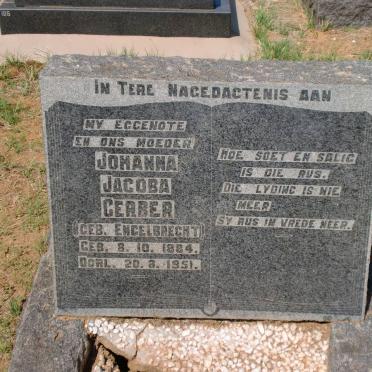 IN TERE NAGEDAGTENIS AAN
MY EGGENOTE
EN ONS MOEDER
JOHANNA
JACOBA
GERBER
(GEB. ENGELBRECHT)
GEB. 8. 10. 1884.
OORL. 20. 3. 1951.
HOE SOET EN SALIG
IS DIE RUS.
DIE LYDING IS NIE
MEER.
SY RUS IN VREDE NEER.